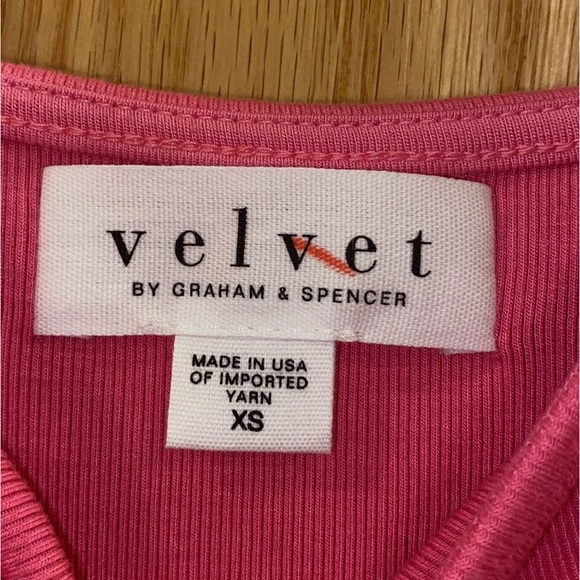 velvet
BY GRAHAM & SPENCER
MADE IN USA
OF IMPORTED
YARN
XS